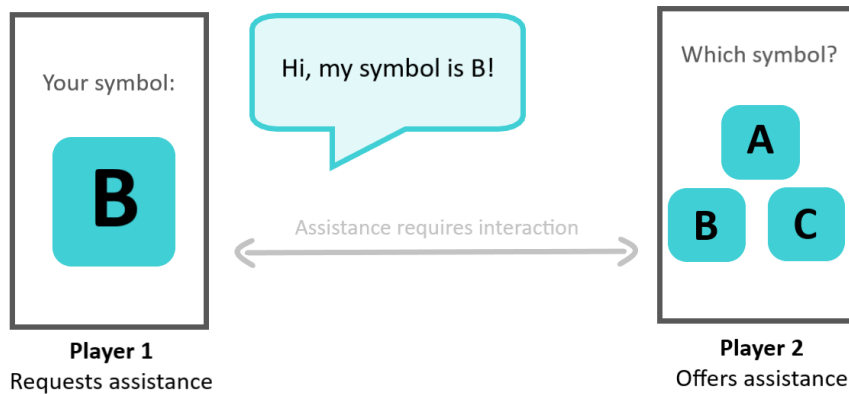 Your symbol:
B
Player 1
Requests assistance
Hi, my symbol is B!
Assistance requires interaction
Which symbol?
A
B C
Player 2
Offers assistance